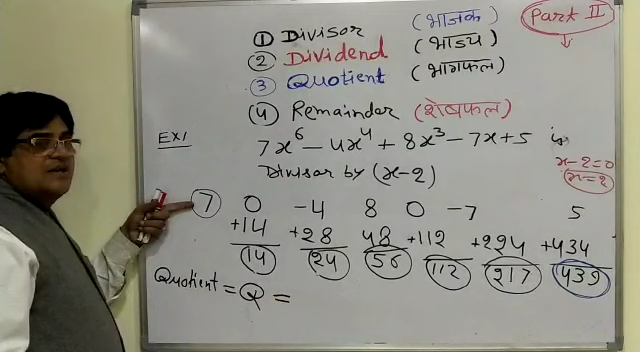 Part II
① Divisor (भाजक)
② Dividend (भाज्य)
③ Quotient (भागफल)
④ Remainder (शेषफल)
EX1 7x⁶ - 4x⁴ + 8x³ - 7x + 5 is
Divisor by (x-2)
x-2=0
x=2
7 0 -4 8 0 -7 5
+14 +28 48 +112 +224 +434
14 24 56 112 217 439
Quotient = Q =